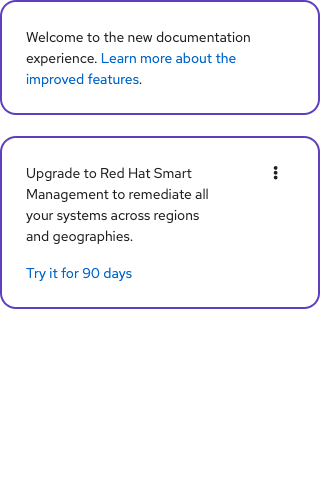 Welcome to the new documentation
experience. Learn more about the
improved features.
Upgrade to Red Hat Smart
Management to remediate all
your systems across regions
and geographies.
Try it for 90 days